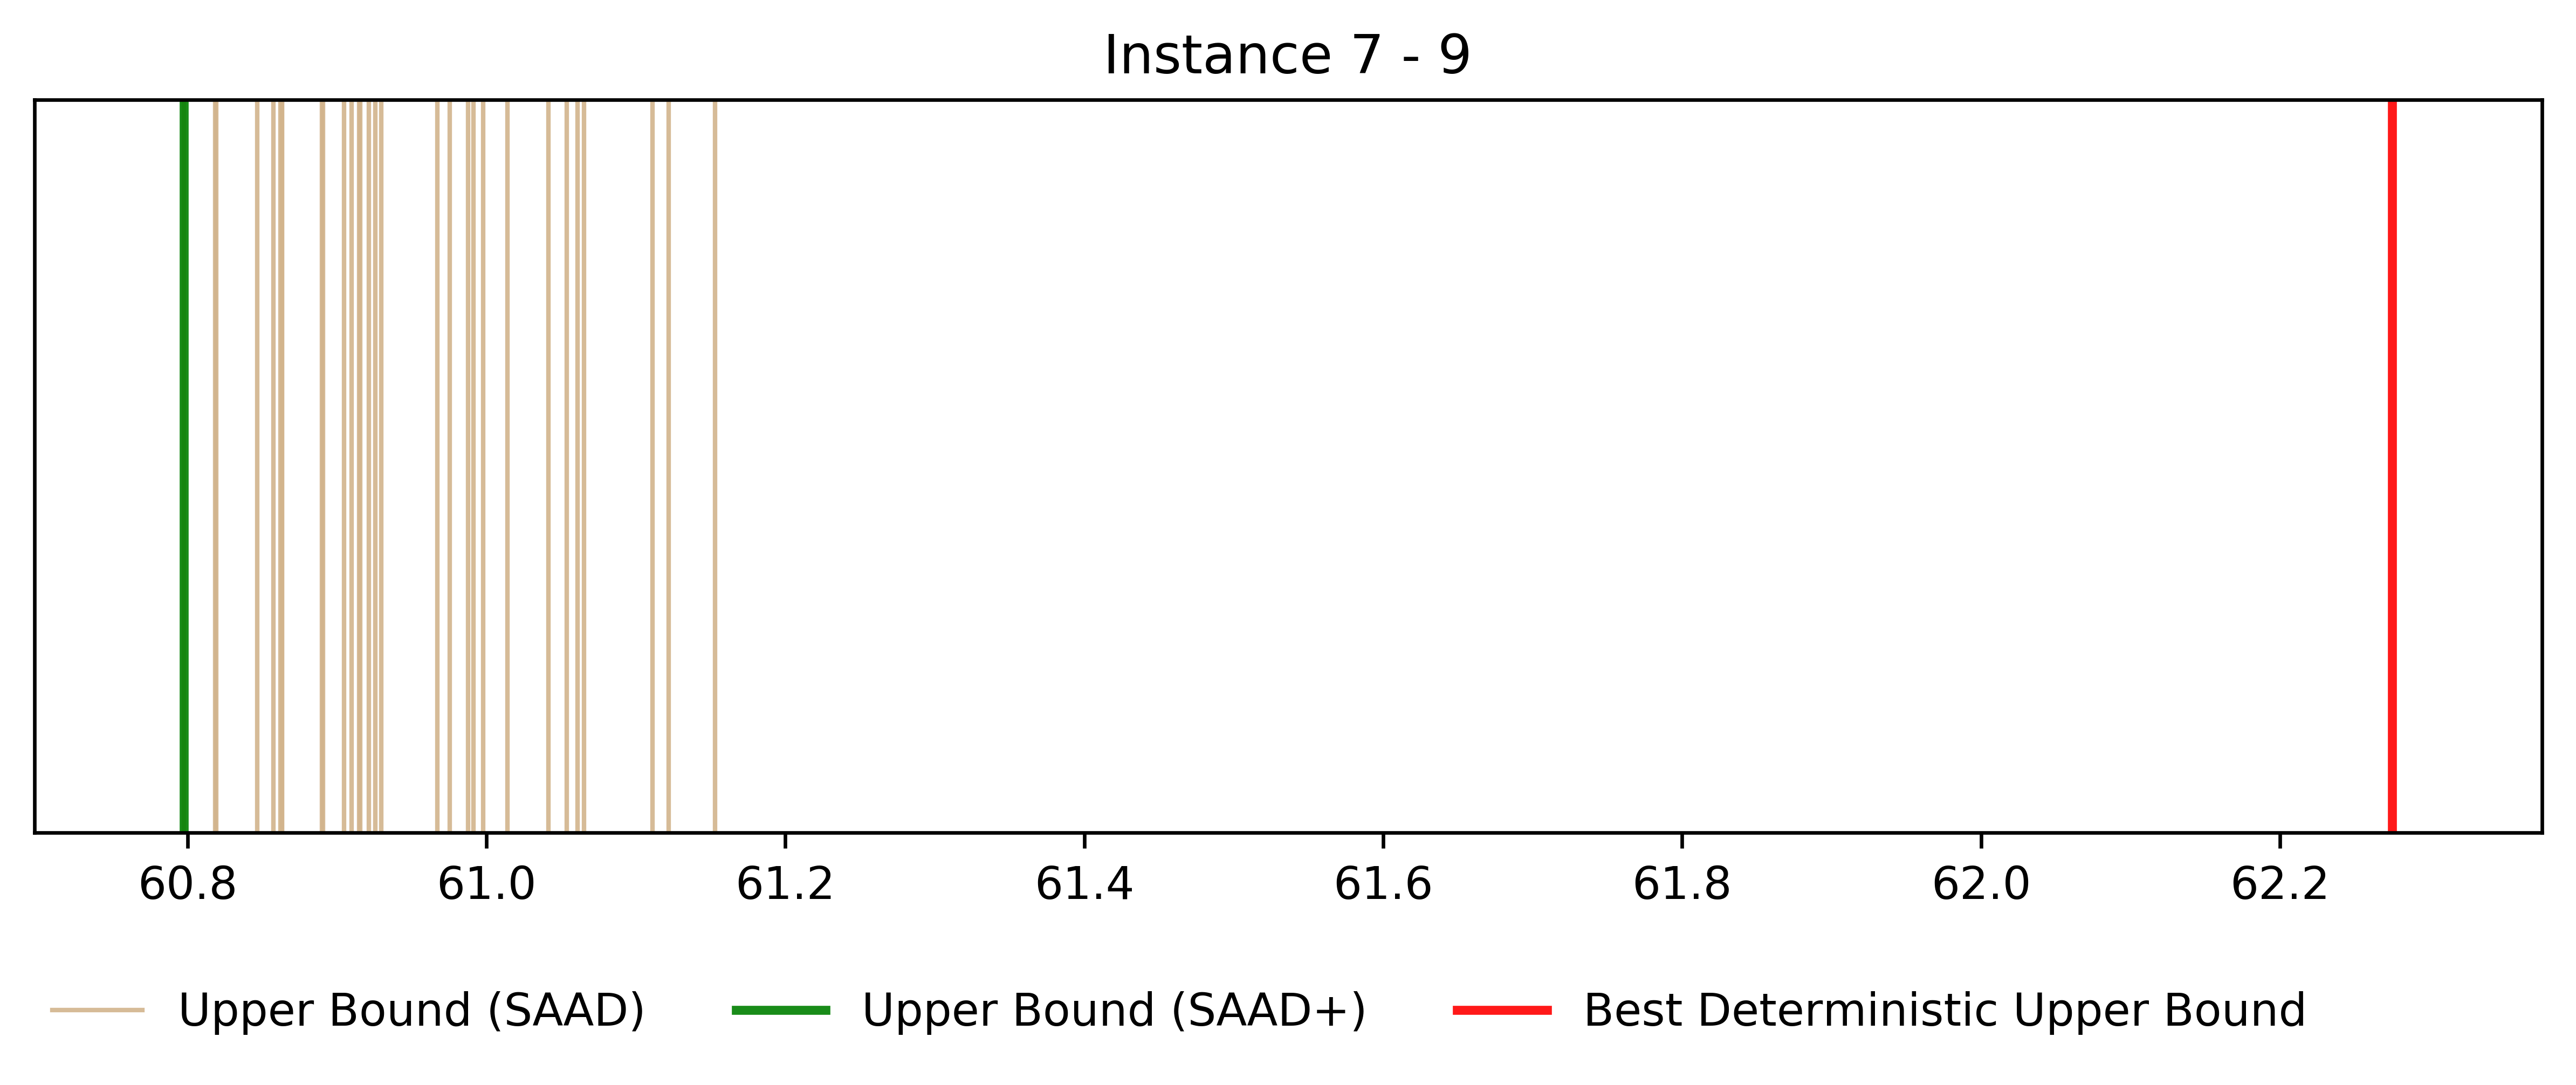 Instance 7 - 9
60.8 61.0 61.2 61.4 61.6 61.8 62.0 62.2
Upper Bound (SAAD) Upper Bound (SAAD+) Best Deterministic Upper Bound